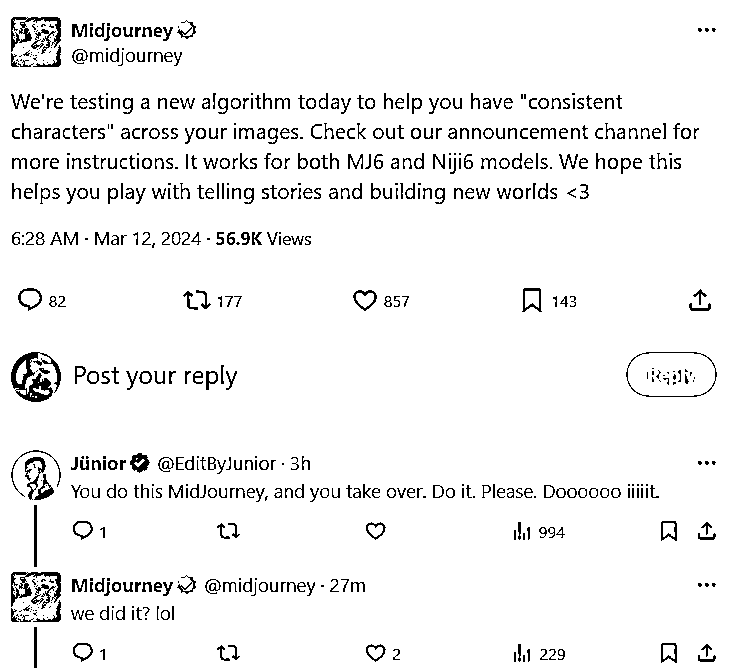 Midjourney
@midjourney
We're testing a new algorithm today to help you have "consistent
characters" across your images. Check out our announcement channel for
more instructions. It works for both MJ6 and Niji6 models. We hope this
helps you play with telling stories and building new worlds <3
6:28 AM · Mar 12, 2024 · 56.9K Views
82 177 857 143
Post your reply
Reply
Jünior @EditByJunior · 3h
You do this MidJourney, and you take over. Do it. Please. Doooooo iiiiit.
1 994
Midjourney @midjourney · 27m
we did it? lol
1 2 229